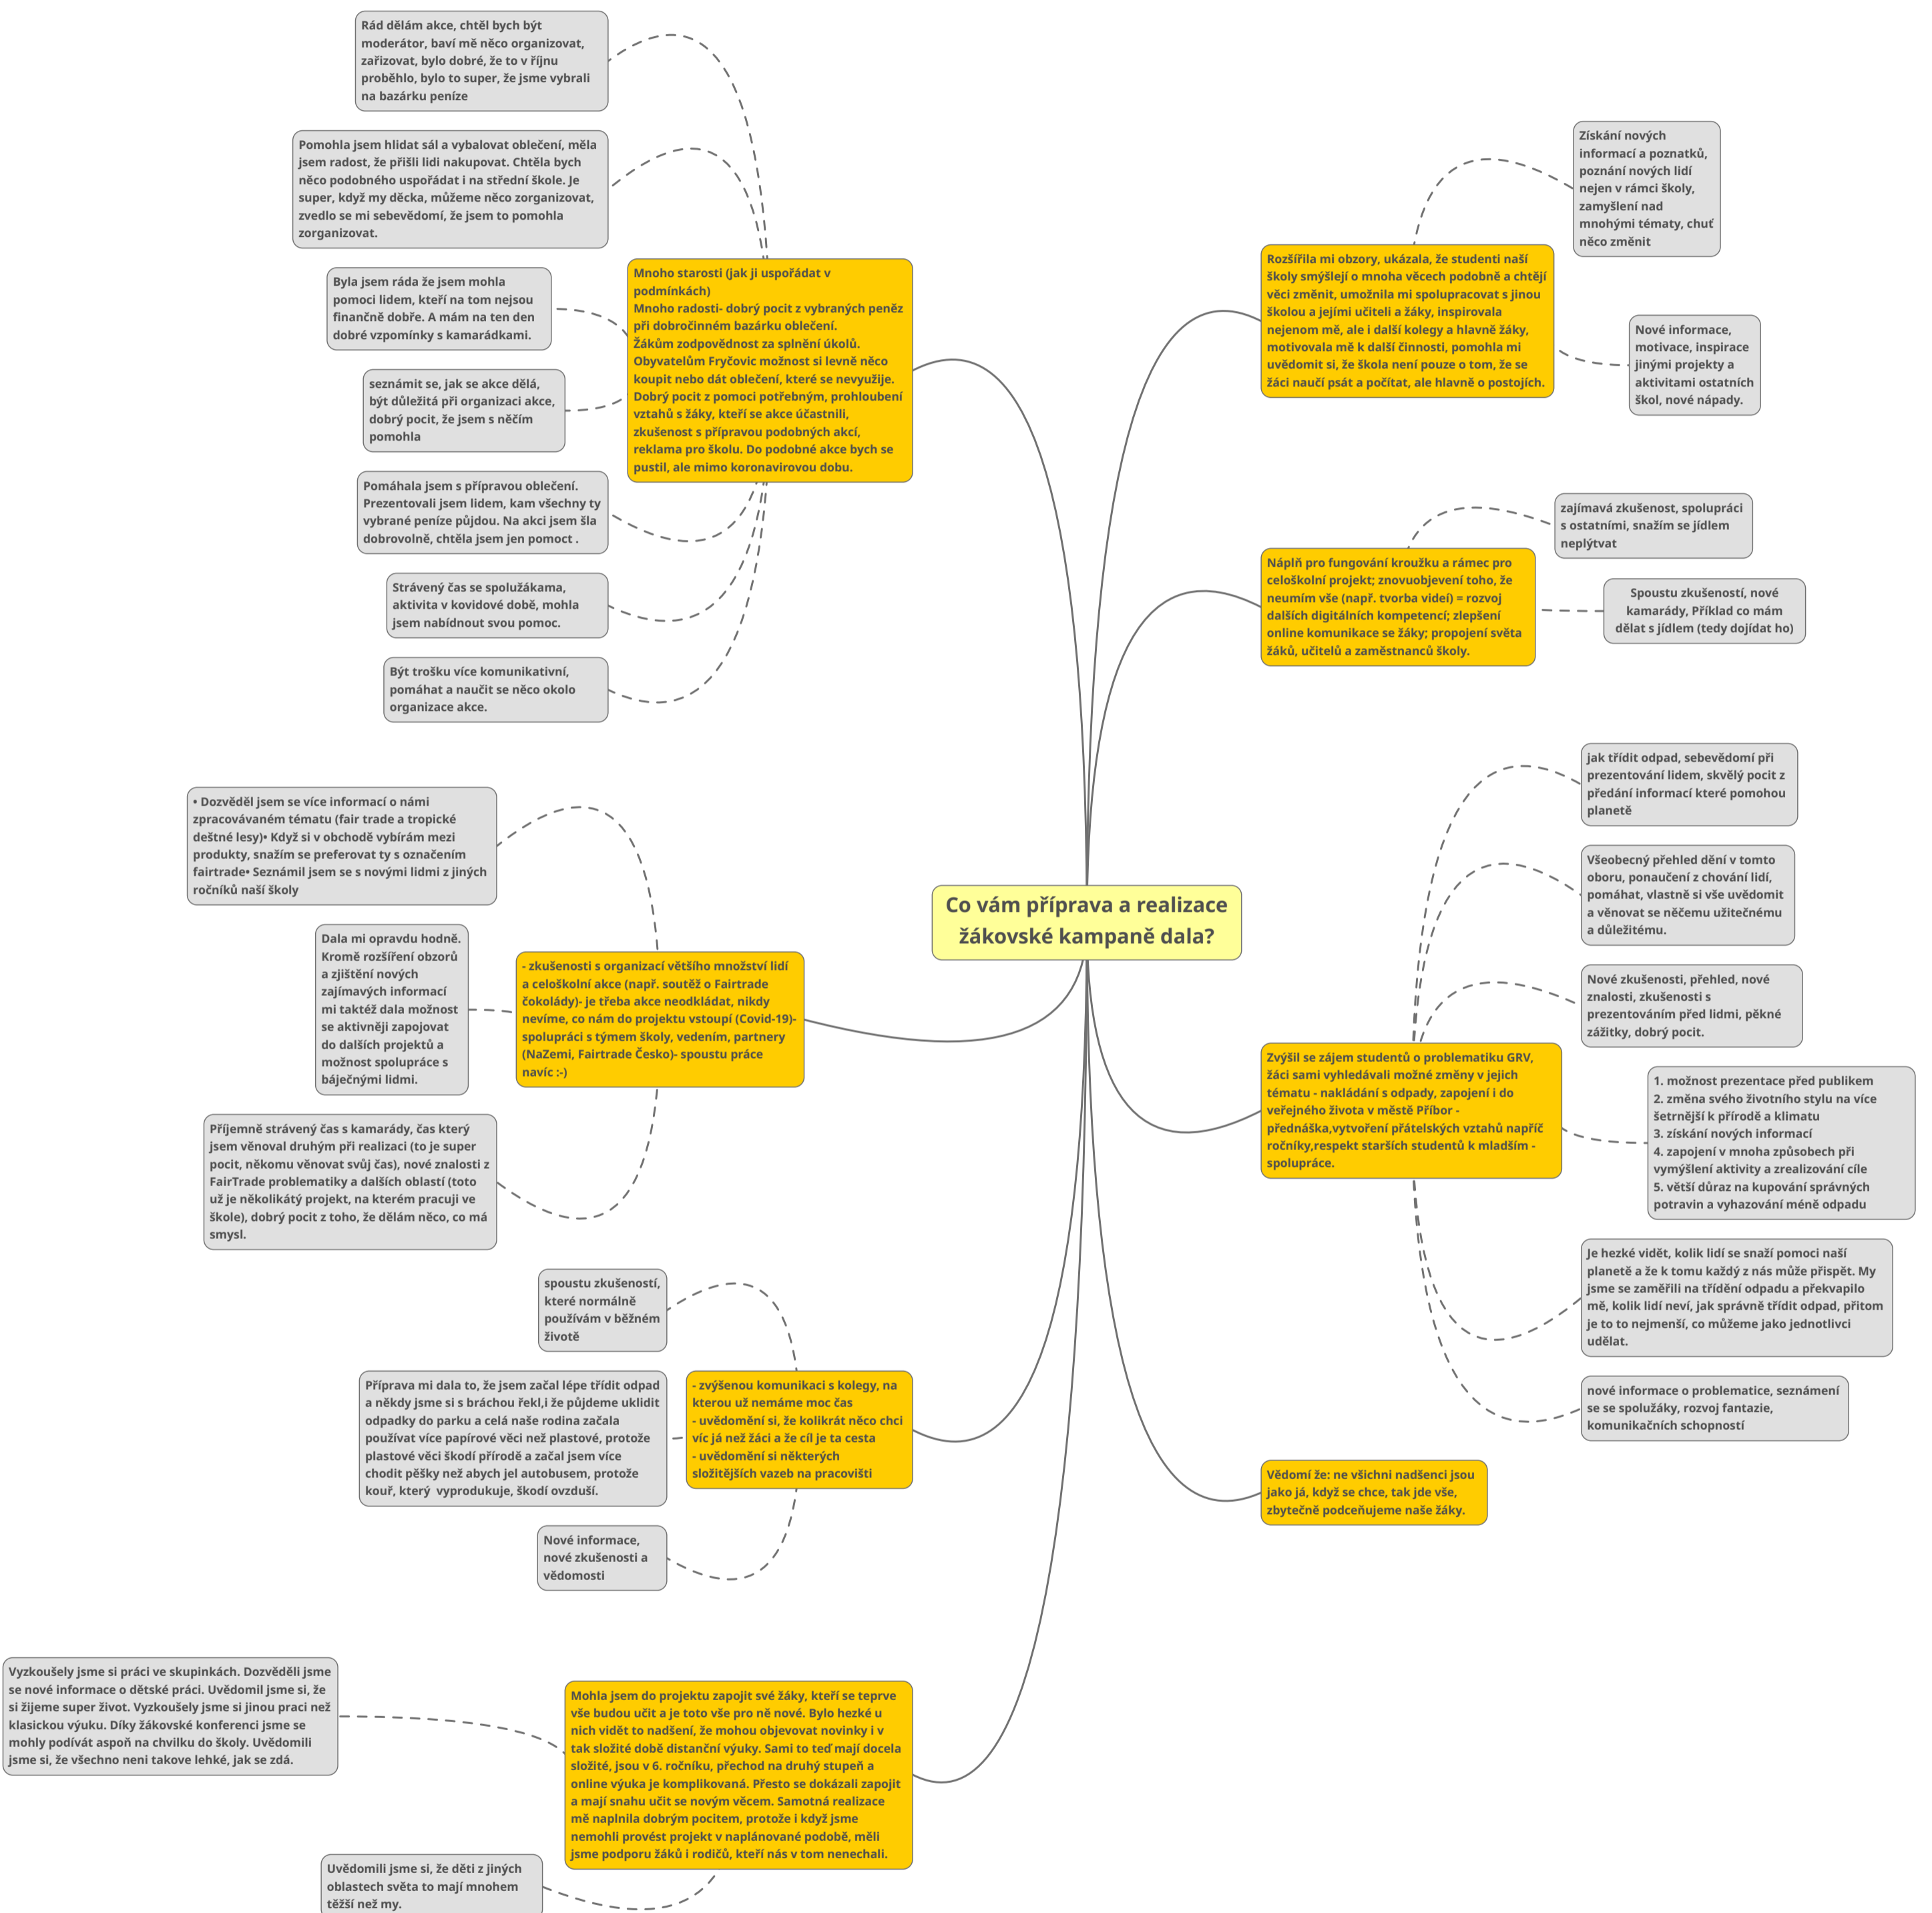 Co vám příprava a realizace
žákovské kampaně dala?
Rád dělám akce, chtěl bych být
moderátor, baví mě něco organizovat,
zařizovat, bylo dobré, že to v říjnu
proběhlo, bylo to super, že jsme vybrali
na bazárku peníze
Pomohla jsem hlidat sál a vybalovat oblečení, měla
jsem radost, že přišli lidi nakupovat. Chtěla bych
něco podobného uspořádat i na střední škole. Je
super, když my děcka, můžeme něco zorganizovat,
zvedlo se mi sebevědomí, že jsem to pomohla
zorganizovat.
Byla jsem ráda že jsem mohla
pomoci lidem, kteří na tom nejsou
finančně dobře. A mám na ten den
dobré vzpomínky s kamarádkami.
seznámit se, jak se akce dělá,
být důležitá při organizaci akce,
dobrý pocit, že jsem s něčím
pomohla
Pomáhala jsem s přípravou oblečení.
Prezentovali jsem lidem, kam všechny ty
vybrané peníze půjdou. Na akci jsem šla
dobrovolně, chtěla jsem jen pomoct .
Strávený čas se spolužákama,
aktivita v kovidové době, mohla
jsem nabídnout svou pomoc.
Být trošku více komunikativní,
pomáhat a naučit se něco okolo
organizace akce.
Mnoho starosti (jak ji uspořádat v
podmínkách)
Mnoho radosti- dobrý pocit z vybraných peněz
při dobročinném bazárku oblečení.
Žákům zodpovědnost za splnění úkolů.
Obyvatelům Fryčovic možnost si levně něco
koupit nebo dát oblečení, které se nevyužije.
Dobrý pocit z pomoci potřebným, prohloubení
vztahů s žáky, kteří se akce účastnili,
zkušenost s přípravou podobných akcí,
reklama pro školu. Do podobné akce bych se
pustil, ale mimo koronavirovou dobu.
• Dozvěděl jsem se více informací o námi
zpracovávaném tématu (fair trade a tropické
deštné lesy)• Když si v obchodě vybírám mezi
produkty, snažím se preferovat ty s označením
fairtrade• Seznámil jsem se s novými lidmi z jiných
ročníků naší školy
Dala mi opravdu hodně.
Kromě rozšíření obzorů
a zjištění nových
zajímavých informací
mi taktéž dala možnost
se aktivněji zapojovat
do dalších projektů a
možnost spolupráce s
báječnými lidmi.
Příjemně strávený čas s kamarády, čas který
jsem věnoval druhým při realizaci (to je super
pocit, někomu věnovat svůj čas), nové znalosti z
FairTrade problematiky a dalších oblastí (toto
už je několikátý projekt, na kterém pracuji ve
škole), dobrý pocit z toho, že dělám něco, co má
smysl.
- zkušenosti s organizací většího množství lidí
a celoškolní akce (např. soutěž o Fairtrade
čokolády)- je třeba akce neodkládat, nikdy
nevíme, co nám do projektu vstoupí (Covid-19)-
spolupráci s týmem školy, vedením, partnery
(NaZemi, Fairtrade Česko)- spoustu práce
navíc :-)
spoustu zkušeností,
které normálně
používám v běžném
životě
Příprava mi dala to, že jsem začal lépe třídit odpad
a někdy jsme si s bráchou řekl,i že půjdeme uklidit
odpadky do parku a celá naše rodina začala
používat více papírové věci než plastové, protože
plastové věci škodí přírodě a začal jsem více
chodit pěšky než abych jel autobusem, protože
kouř, který  vyprodukuje, škodí ovzduší.
Nové informace,
nové zkušenosti a
vědomosti
- zvýšenou komunikaci s kolegy, na
kterou už nemáme moc čas
- uvědomění si, že kolikrát něco chci
víc já než žáci a že cíl je ta cesta
- uvědomění si některých
složitějších vazeb na pracovišti
Vyzkoušely jsme si práci ve skupinkách. Dozvěděli jsme
se nové informace o dětské práci. Uvědomil jsme si, že
si žijeme super život. Vyzkoušely jsme si jinou praci než
klasickou výuku. Díky žákovské konferenci jsme se
mohly podívát aspoň na chvilku do školy. Uvědomili
jsme si, že všechno neni takove lehké, jak se zdá.
Uvědomili jsme si, že děti z jiných
oblastech světa to mají mnohem
těžší než my.
Mohla jsem do projektu zapojit své žáky, kteří se teprve
vše budou učit a je toto vše pro ně nové. Bylo hezké u
nich vidět to nadšení, že mohou objevovat novinky i v
tak složité době distanční výuky. Sami to teď mají docela
složité, jsou v 6. ročníku, přechod na druhý stupeň a
online výuka je komplikovaná. Přesto se dokázali zapojit
a mají snahu učit se novým věcem. Samotná realizace
mě naplnila dobrým pocitem, protože i když jsme
nemohli provést projekt v naplánované podobě, měli
jsme podporu žáků i rodičů, kteří nás v tom nenechali.
Rozšířila mi obzory, ukázala, že studenti naší
školy smýšlejí o mnoha věcech podobně a chtějí
věci změnit, umožnila mi spolupracovat s jinou
školou a jejími učiteli a žáky, inspirovala
nejenom mě, ale i další kolegy a hlavně žáky,
motivovala mě k další činnosti, pomohla mi
uvědomit si, že škola není pouze o tom, že se
žáci naučí psát a počítat, ale hlavně o postojích.
Získání nových
informací a poznatků,
poznání nových lidí
nejen v rámci školy,
zamyšlení nad
mnohými tématy, chuť
něco změnit
Nové informace,
motivace, inspirace
jinými projekty a
aktivitami ostatních
škol, nové nápady.
Náplň pro fungování kroužku a rámec pro
celoškolní projekt; znovuobjevení toho, že
neumím vše (např. tvorba videí) = rozvoj
dalších digitálních kompetencí; zlepšení
online komunikace se žáky; propojení světa
žáků, učitelů a zaměstnanců školy.
zajímavá zkušenost, spolupráci
s ostatními, snažím se jídlem
neplýtvat
Spoustu zkušeností, nové
kamarády, Příklad co mám
dělat s jídlem (tedy dojídat ho)
Zvýšil se zájem studentů o problematiku GRV,
žáci sami vyhledávali možné změny v jejich
tématu - nakládání s odpady, zapojení i do
veřejného života v městě Příbor -
přednáška,vytvoření přátelských vztahů napříč
ročníky,respekt starších studentů k mladším -
spolupráce.
jak třídit odpad, sebevědomí při
prezentování lidem, skvělý pocit z
předání informací které pomohou
planetě
Všeobecný přehled dění v tomto
oboru, ponaučení z chování lidí,
pomáhat, vlastně si vše uvědomit
a věnovat se něčemu užitečnému
a důležitému.
Nové zkušenosti, přehled, nové
znalosti, zkušenosti s
prezentováním před lidmi, pěkné
zážitky, dobrý pocit.
1. možnost prezentace před publikem
2. změna svého životního stylu na více
šetrnější k přírodě a klimatu
3. získání nových informací
4. zapojení v mnoha způsobech při
vymýšlení aktivity a zrealizování cíle
5. větší důraz na kupování správných
potravin a vyhazování méně odpadu
Je hezké vidět, kolik lidí se snaží pomoci naší
planetě a že k tomu každý z nás může přispět. My
jsme se zaměřili na třídění odpadu a překvapilo
mě, kolik lidí neví, jak správně třídit odpad, přitom
je to to nejmenší, co můžeme jako jednotlivci
udělat.
nové informace o problematice, seznámení
se se spolužáky, rozvoj fantazie,
komunikačních schopností
Vědomí že: ne všichni nadšenci jsou
jako já, když se chce, tak jde vše,
zbytečně podceňujeme naše žáky.